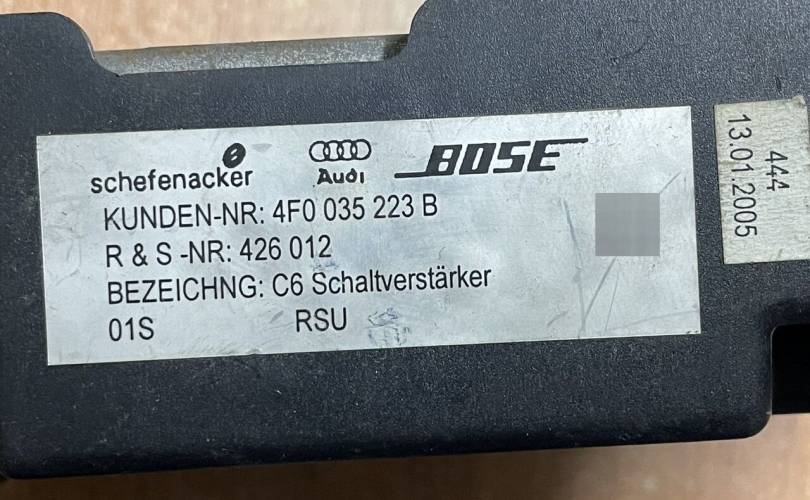 schefenacker
Audi
BOSE
KUNDEN-NR: 4F0 035 223 B
R & S -NR: 426 012
BEZEICHNG: C6 Schaltverstärker
01S RSU
444
13.01.2005